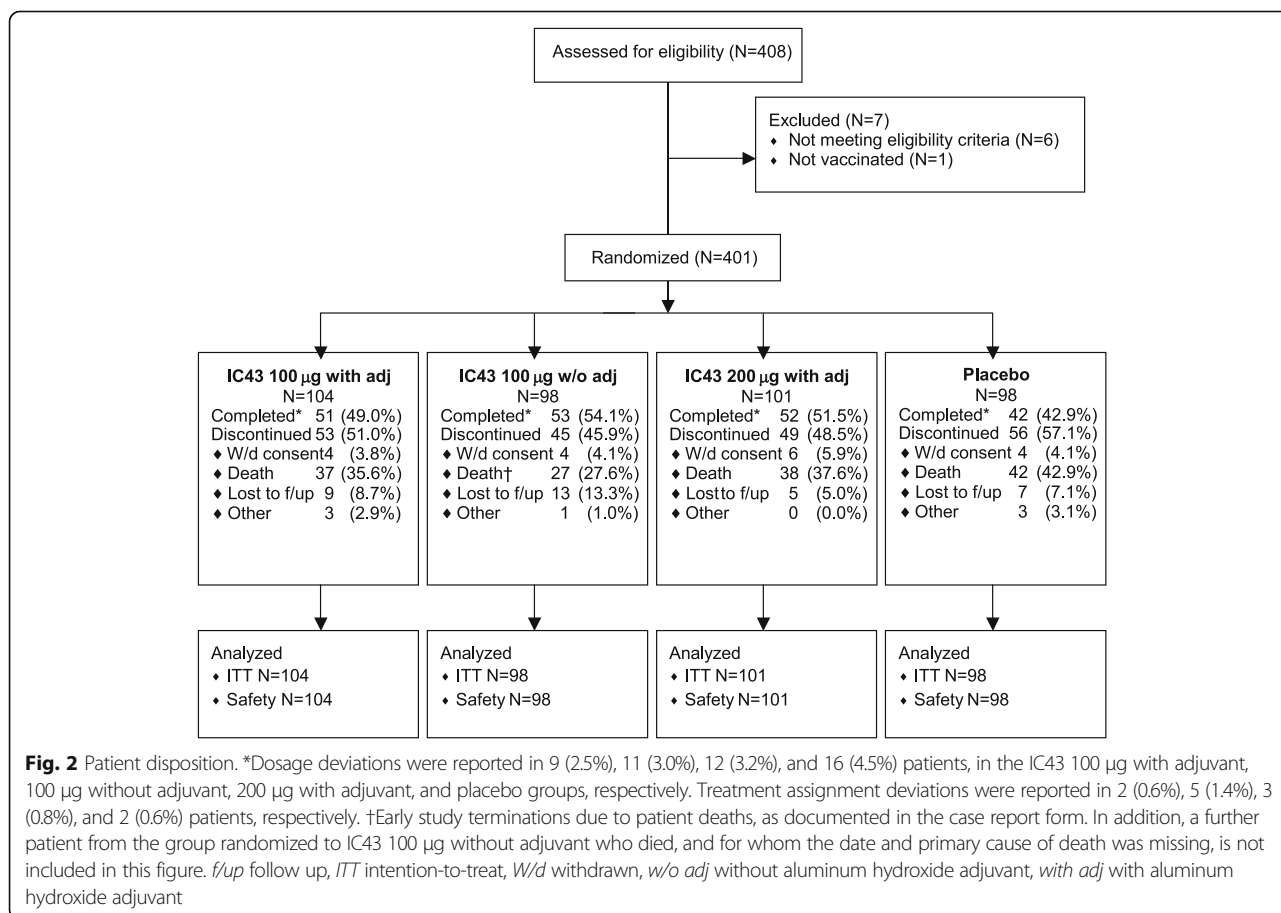 Assessed for eligibility (N=408)
Excluded (N=7)
♦ Not meeting eligibility criteria (N=6)
♦ Not vaccinated (N=1)
Randomized (N=401)
IC43 100 µg with adj
N=104
Completed* 51 (49.0%)
Discontinued 53 (51.0%)
♦ W/d consent 4 (3.8%)
♦ Death 37 (35.6%)
♦ Lost to f/up 9 (8.7%)
♦ Other 3 (2.9%)
IC43 100 µg w/o adj
N=98
Completed* 53 (54.1%)
Discontinued 45 (45.9%)
♦ W/d consent 4 (4.1%)
♦ Death† 27 (27.6%)
♦ Lost to f/up 13 (13.3%)
♦ Other 1 (1.0%)
IC43 200 µg with adj
N=101
Completed* 52 (51.5%)
Discontinued 49 (48.5%)
♦ W/d consent 6 (5.9%)
♦ Death 38 (37.6%)
♦ Lost to f/up 5 (5.0%)
♦ Other 0 (0.0%)
Placebo
N=98
Completed* 42 (42.9%)
Discontinued 56 (57.1%)
♦ W/d consent 4 (4.1%)
♦ Death 42 (42.9%)
♦ Lost to f/up 7 (7.1%)
♦ Other 3 (3.1%)
Analyzed
♦ ITT N=104
♦ Safety N=104
Analyzed
♦ ITT N=98
♦ Safety N=98
Analyzed
♦ ITT N=101
♦ Safety N=101
Analyzed
♦ ITT N=98
♦ Safety N=98
Fig. 2 Patient disposition. *Dosage deviations were reported in 9 (2.5%), 11 (3.0%), 12 (3.2%), and 16 (4.5%) patients, in the IC43 100 µg with adjuvant,
100 µg without adjuvant, 200 µg with adjuvant, and placebo groups, respectively. Treatment assignment deviations were reported in 2 (0.6%), 5 (1.4%), 3
(0.8%), and 2 (0.6%) patients, respectively. †Early study terminations due to patient deaths, as documented in the case report form. In addition, a further
patient from the group randomized to IC43 100 µg without adjuvant who died, and for whom the date and primary cause of death was missing, is not
included in this figure. f/up follow up, ITT intention-to-treat, W/d withdrawn, w/o adj without aluminum hydroxide adjuvant, with adj with aluminum
hydroxide adjuvant